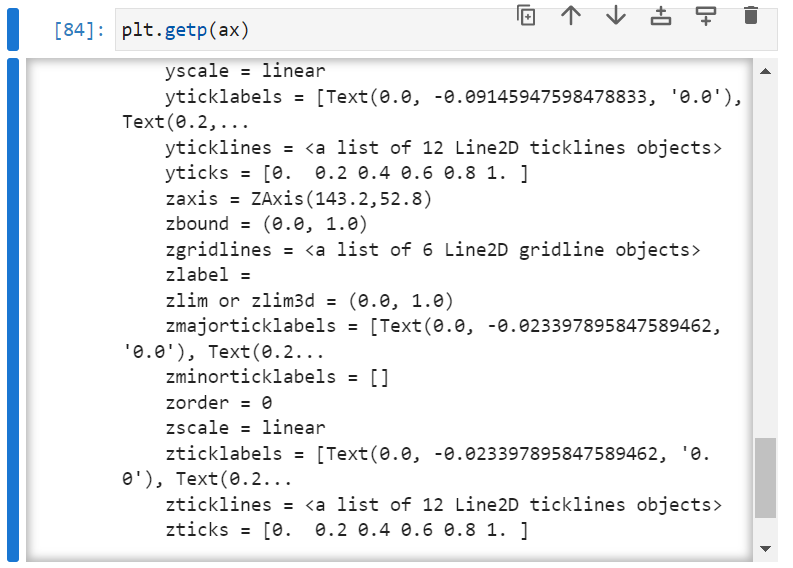 [84]: plt.getp(ax)
yscale = linear
yticklabels = [Text(0.0, -0.09145947598478833, '0.0'),
Text(0.2,...
yticklines = <a list of 12 Line2D ticklines objects>
yticks = [0.  0.2 0.4 0.6 0.8 1. ]
zaxis = ZAxis(143.2,52.8)
zbound = (0.0, 1.0)
zgridlines = <a list of 6 Line2D gridline objects>
zlabel =
zlim or zlim3d = (0.0, 1.0)
zmajorticklabels = [Text(0.0, -0.023397895847589462,
'0.0'), Text(0.2...
zminorticklabels = []
zorder = 0
zscale = linear
zticklabels = [Text(0.0, -0.023397895847589462, '0.
0'), Text(0.2...
zticklines = <a list of 12 Line2D ticklines objects>
zticks = [0.  0.2 0.4 0.6 0.8 1. ]